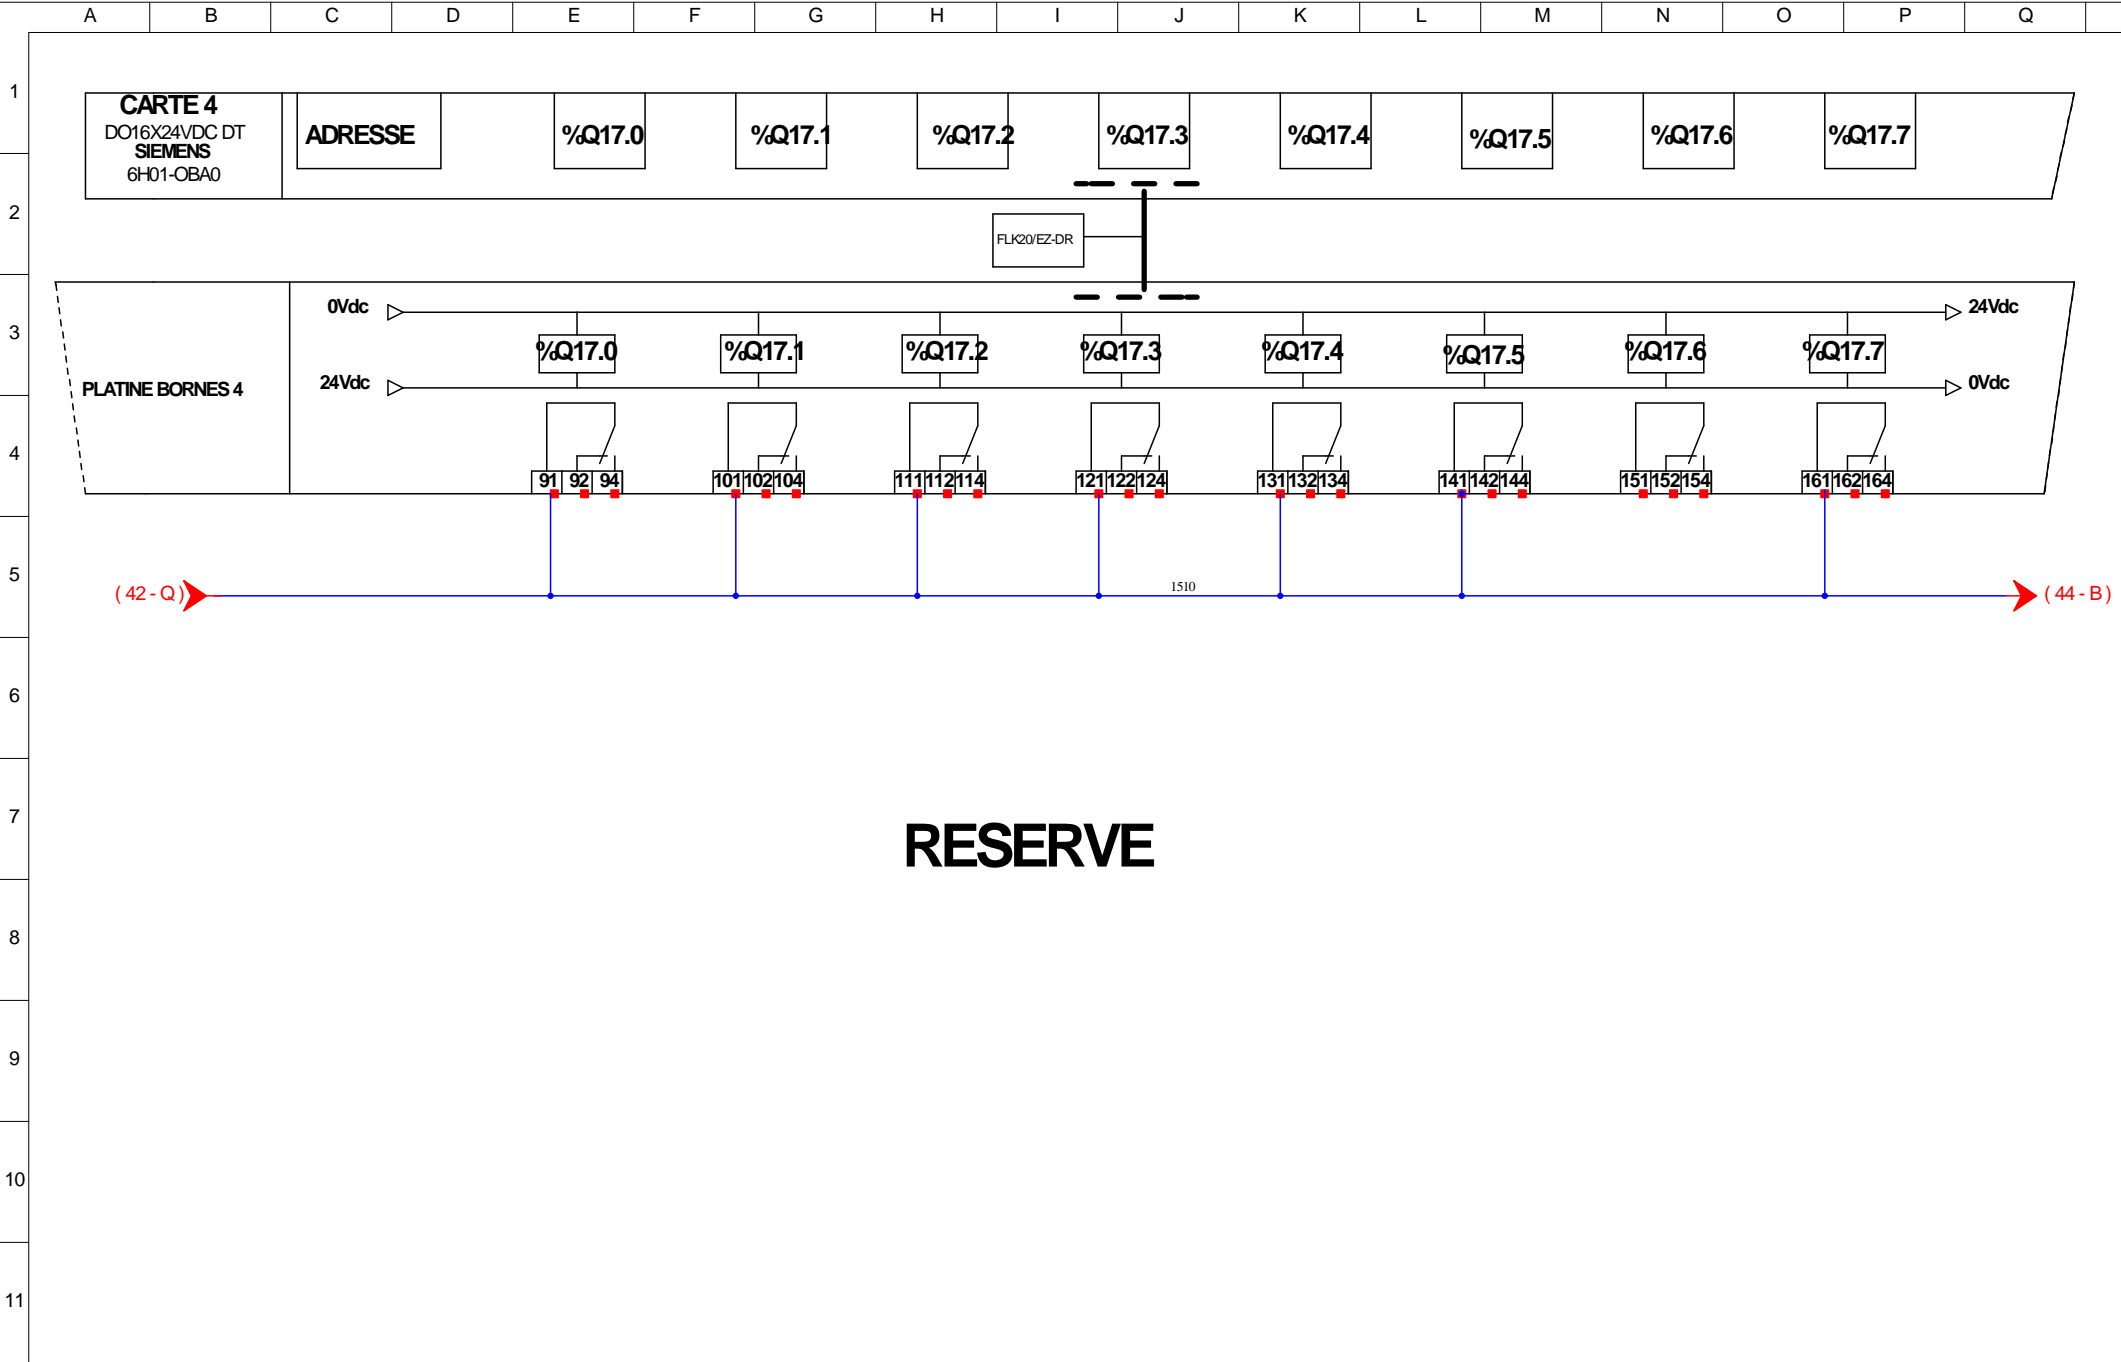 A B C D E F G H I J K L M N O P Q
1
CARTE 4
DO16X24VDC DT
SIEMENS
6H01-OBA0
ADRESSE %Q17.0 %Q17.1 %Q17.2 %Q17.3 %Q17.4 %Q17.5 %Q17.6 %Q17.7
2
FLK20/EZ-DR
0Vdc 24Vdc
3
%Q17.0 %Q17.1 %Q17.2 %Q17.3 %Q17.4 %Q17.5 %Q17.6 %Q17.7
PLATINE BORNES 4
24Vdc 0Vdc
4
91 92 94 101 102 104 111 112 114 121 122 124 131 132 134 141 142 144 151 152 154 161 162 164
5
( 42 - Q ) 1510 ( 44 - B )
6
7
RESERVE
8
9
10
11